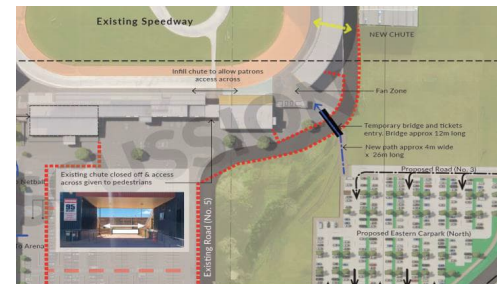 Existing Speedway
NEW CHUTE
Infill chute to allow patrons
access across
Fan Zone
Temporary bridge and tickets
entry. Bridge approx 12m long
New path approx 4m wide
x 26m long
Existing chute closed off & access
across given to pedestrians
Proposed Road (No. 3)
Netball
Arena
Existing Road (No. 5)
Proposed Eastern Carpark (North)